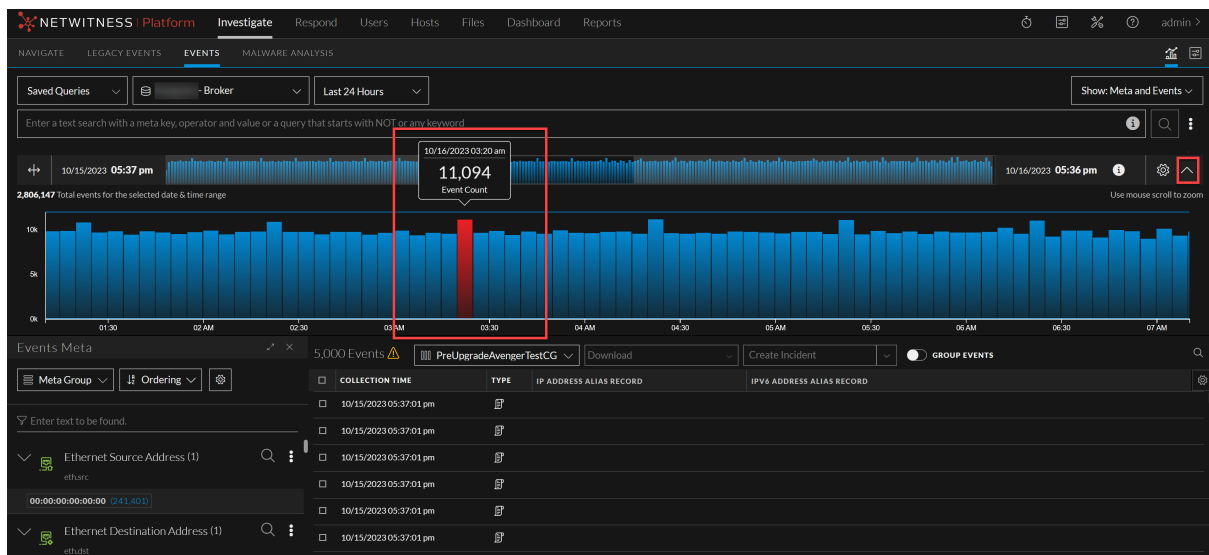 NETWITNESS Platform Investigate Respond Users Hosts Files Dashboard Reports admin >
NAVIGATE LEGACY EVENTS EVENTS MALWARE ANALYSIS
Saved Queries - Broker Last 24 Hours Show: Meta and Events
Enter a text search with a meta key, operator and value or a query that starts with NOT or any keyword
10/16/2023 03:20 am
11,094
Event Count
10/15/2023 05:37 pm 10/16/2023 05:36 pm
2,806,147 Total events for the selected date & time range Use mouse scroll to zoom
10k
5k
0k
01:30 02 AM 02:30 03 AM 03:30 04 AM 04:30 05 AM 05:30 06 AM 06:30 07 AM
Events Meta 5,000 Events PreUpgradeAvengerTestCG Download Create Incident GROUP EVENTS
Meta Group Ordering
COLLECTION TIME TYPE IP ADDRESS ALIAS RECORD IPV6 ADDRESS ALIAS RECORD
10/15/2023 05:37:01 pm
Enter text to be found.
10/15/2023 05:37:01 pm
Ethernet Source Address (1) 10/15/2023 05:37:01 pm
eth.src
10/15/2023 05:37:01 pm
00:00:00:00:00:00 (241,401) 10/15/2023 05:37:01 pm
Ethernet Destination Address (1) 10/15/2023 05:37:01 pm
eth.dst